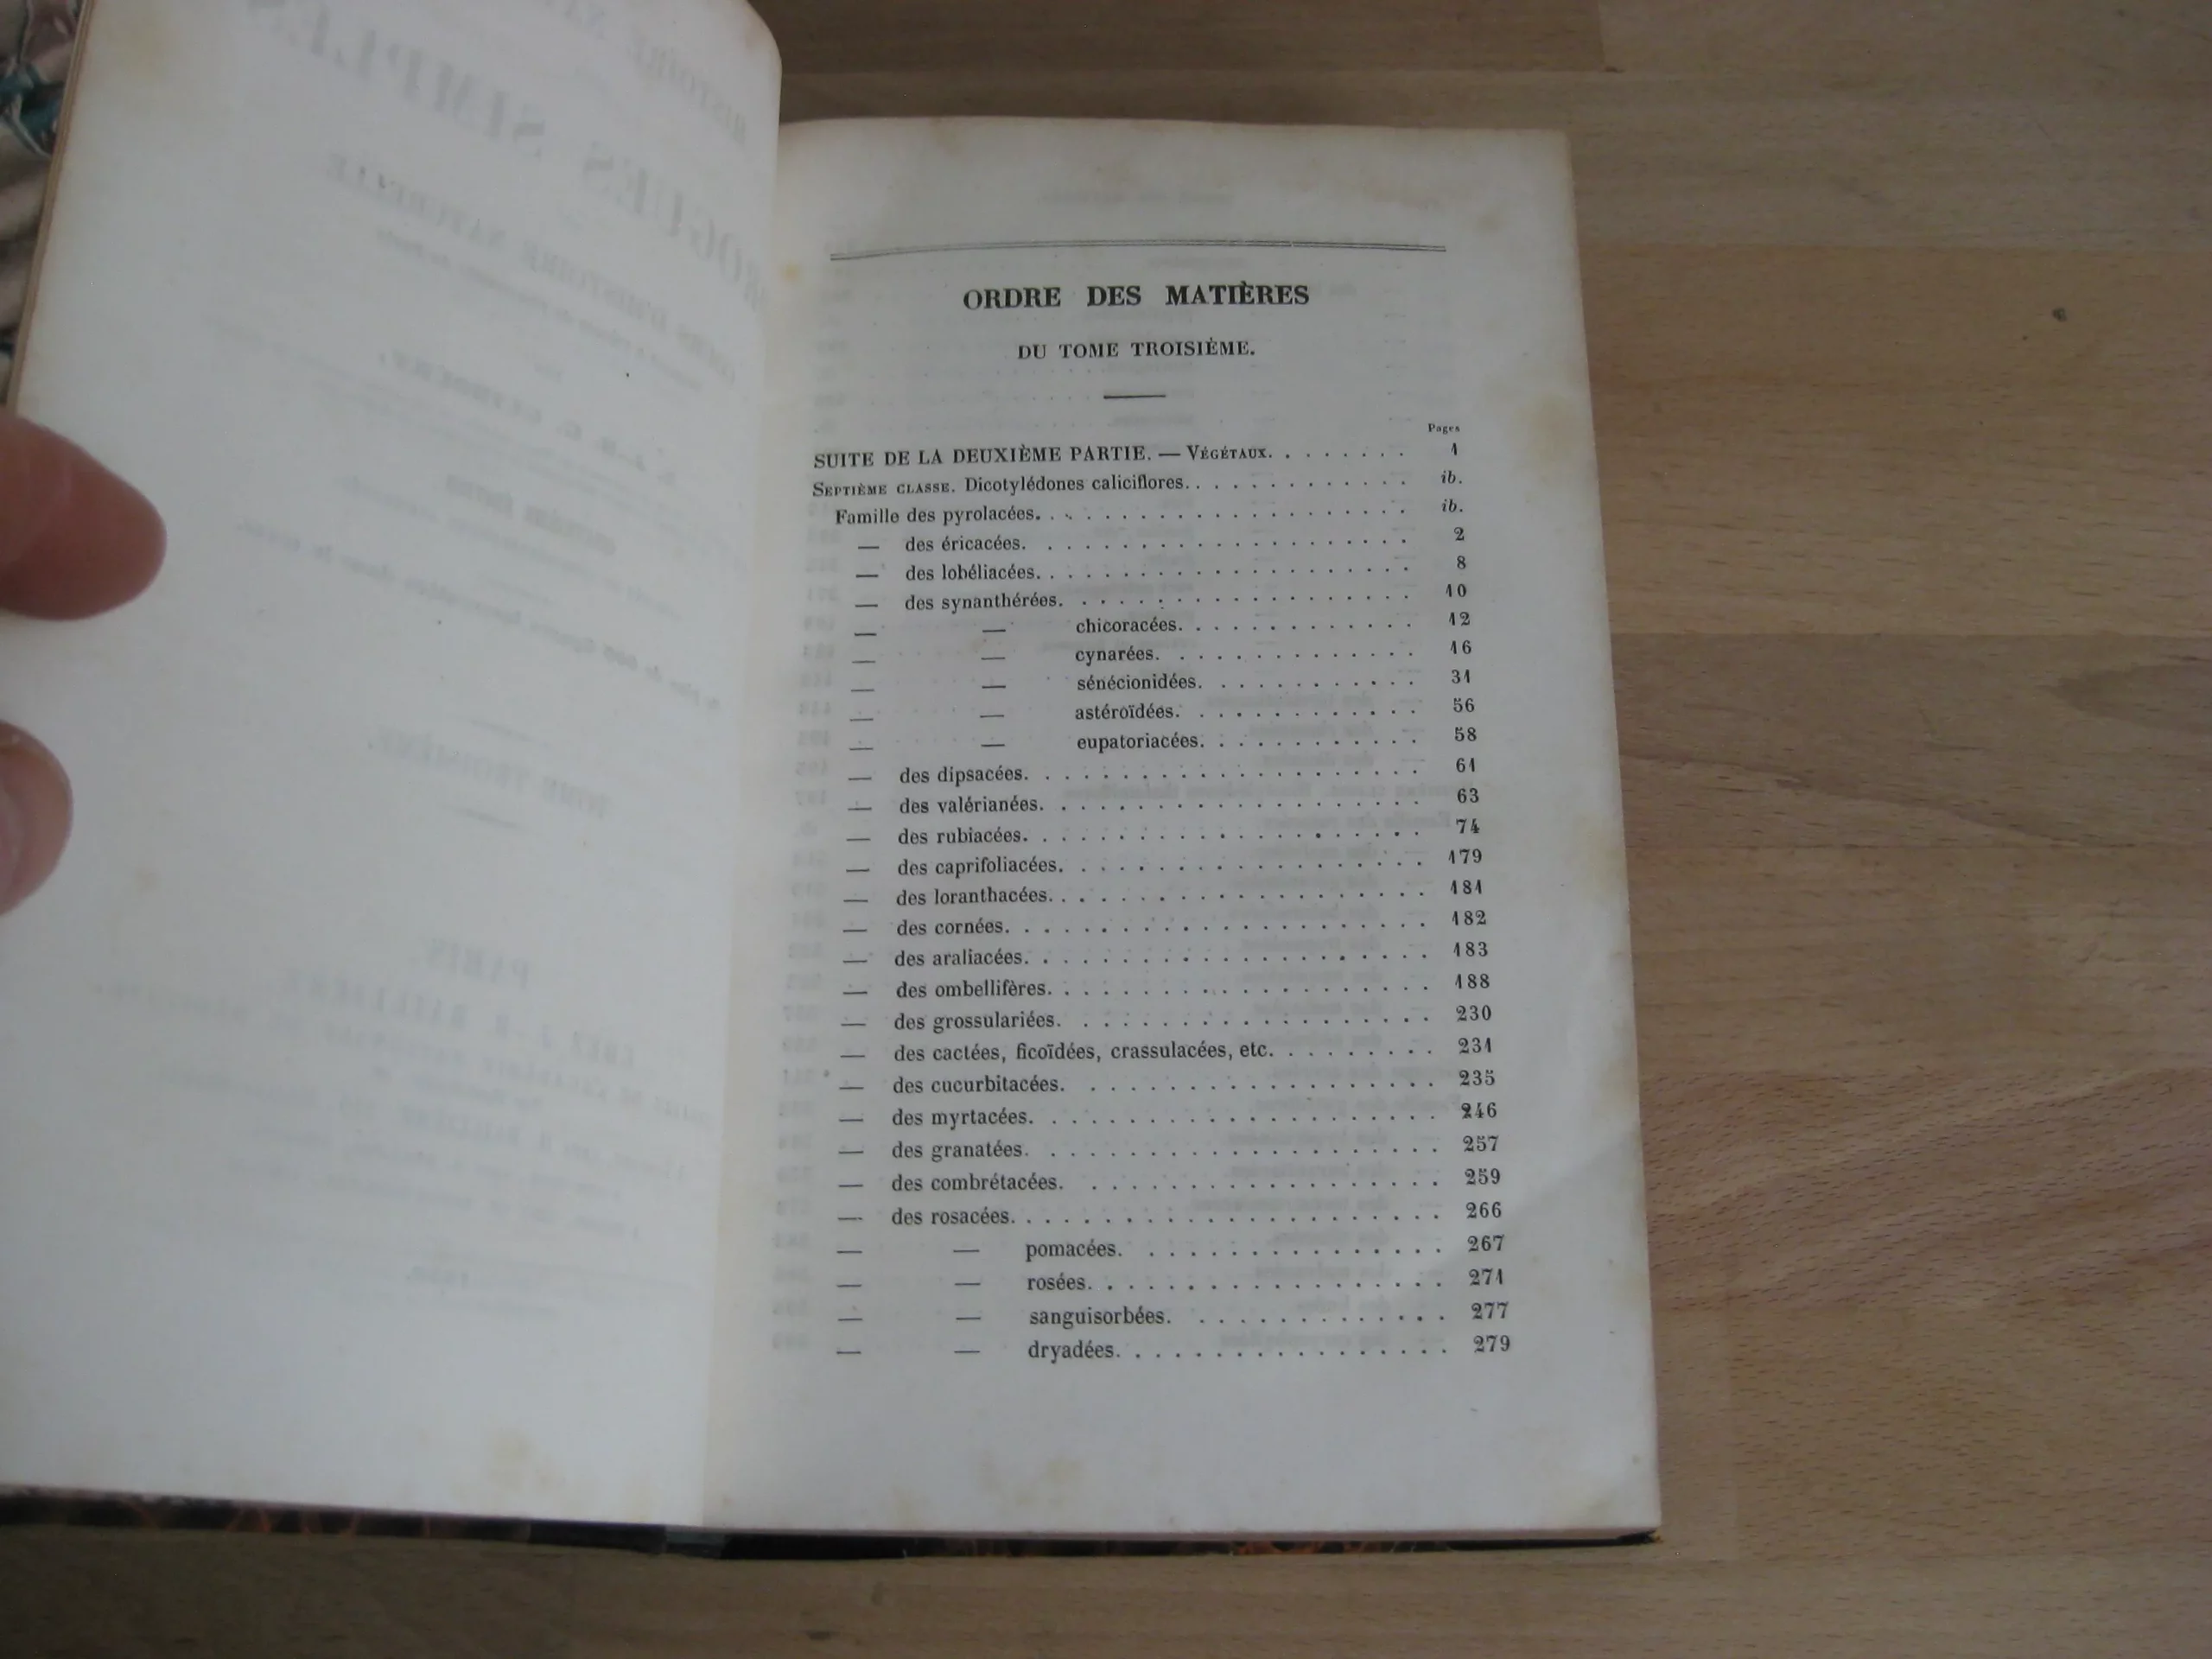 ORDRE DES MATIÈRES
DU TOME TROISIÈME.
Pages
SUITE DE LA DEUXIÈME PARTIE. — VÉGÉTAUX. . . . . . . . 1
SEPTIÈME CLASSE. Dicotylédones caliciflores. . . . . . . . . . . . . ib.
Famille des pyrolacées. . . . . . . . . . . . . . . . . . . . ib.
— des éricacées. . . . . . . . . . . . . . . . . . . . 2
— des lobéliacées. . . . . . . . . . . . . . . . . . . . 8
— des synanthérées. . . . . . . . . . . . . . . . . . 10
— — chicoracées. . . . . . . . . . . . . 12
— — cynarées. . . . . . . . . . . . . . 16
— — sénécionidées. . . . . . . . . . . . 31
— — astéroïdées. . . . . . . . . . . . . 56
— — eupatoriacées. . . . . . . . . . . . 58
— des dipsacées. . . . . . . . . . . . . . . . . . . . 61
— des valérianées. . . . . . . . . . . . . . . . . . . 63
— des rubiacées. . . . . . . . . . . . . . . . . . . . 74
— des caprifoliacées. . . . . . . . . . . . . . . . . . 179
— des loranthacées. . . . . . . . . . . . . . . . . . . 181
— des cornées. . . . . . . . . . . . . . . . . . . . . 182
— des araliacées. . . . . . . . . . . . . . . . . . . . 183
— des ombellifères. . . . . . . . . . . . . . . . . . . 188
— des grossulariées. . . . . . . . . . . . . . . . . . 230
— des cactées, ficoïdées, crassulacées, etc. . . . . . . . . 231
— des cucurbitacées. . . . . . . . . . . . . . . . . . 235
— des myrtacées. . . . . . . . . . . . . . . . . . . . 246
— des granatées. . . . . . . . . . . . . . . . . . . . 257
— des combrétacées. . . . . . . . . . . . . . . . . . 259
— des rosacées. . . . . . . . . . . . . . . . . . . . . 266
— — pomacées. . . . . . . . . . . . . . . 267
— — rosées. . . . . . . . . . . . . . . . . 271
— — sanguisorbées. . . . . . . . . . . . . 277
— — dryadées. . . . . . . . . . . . . . . . 279